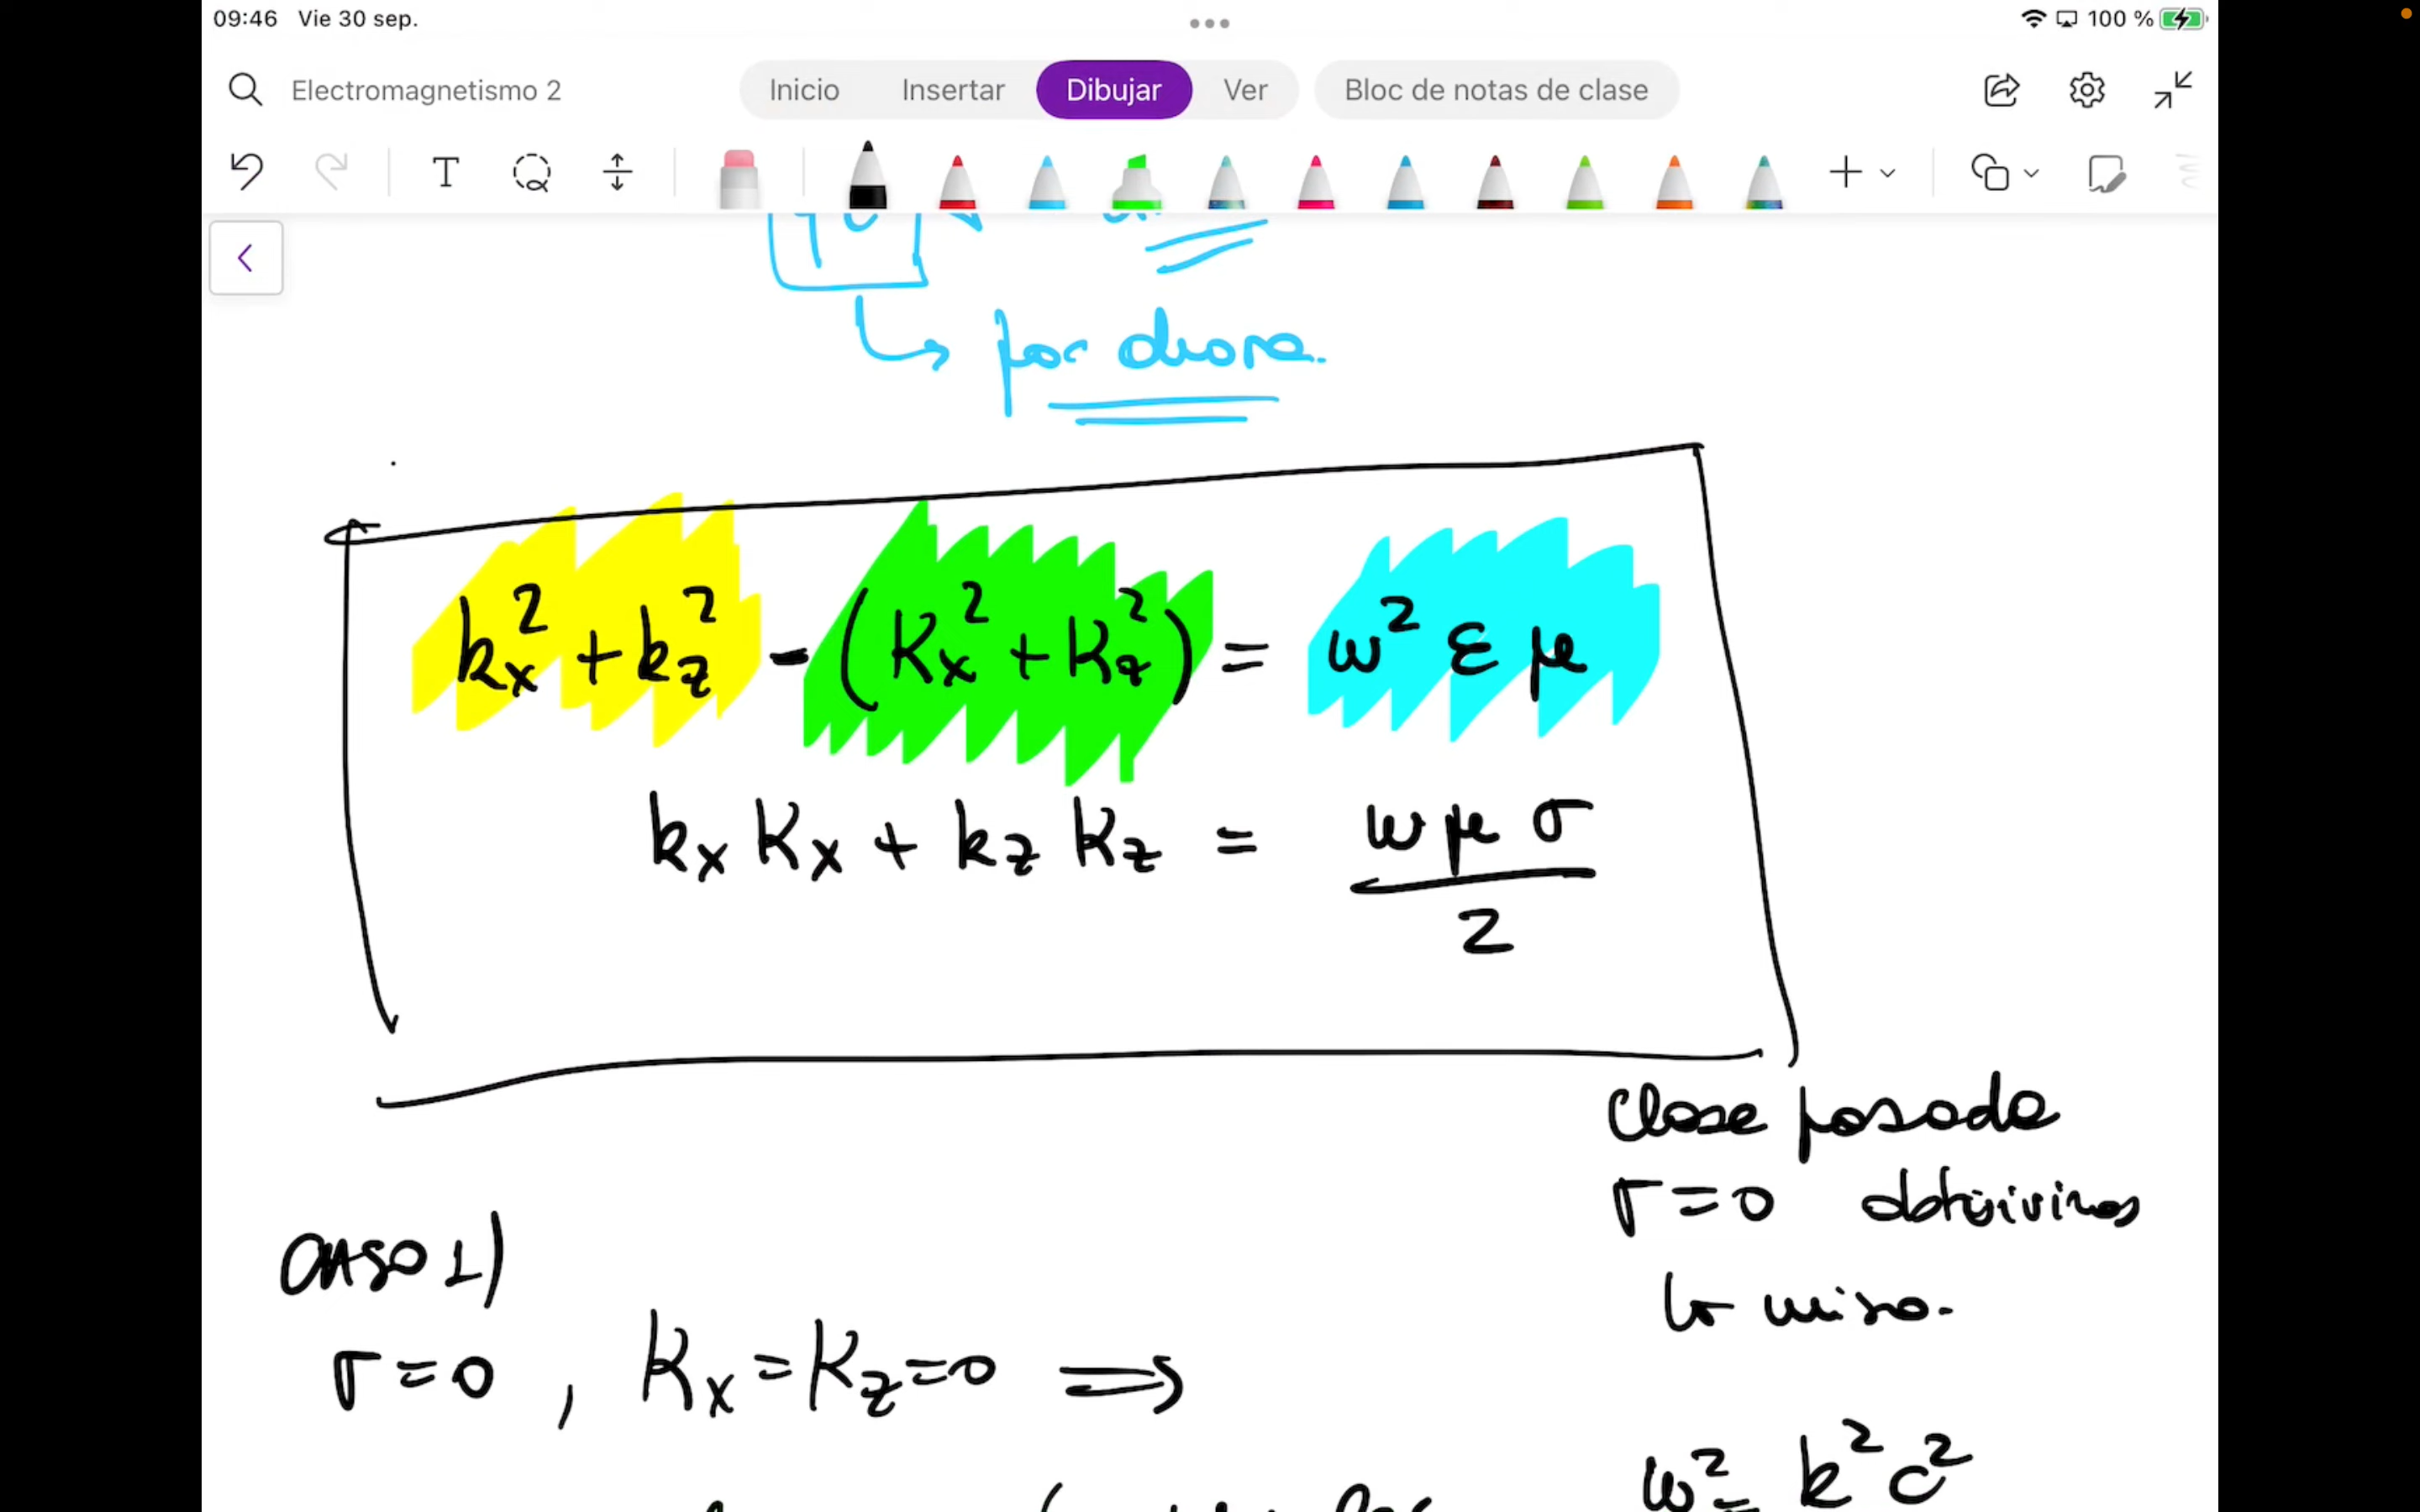 09:46 Vie 30 sep.
100 %
Electromagnetismo 2
Inicio Insertar Dibujar Ver Bloc de notas de clase
T
por ahora.
k_x^2 + k_z^2 - (K_x^2 + K_z^2) = ω^2 ε μ
k_x K_x + k_z K_z = ω μ σ / 2
Clase pasada
σ = 0 obtuvimos
lo mismo.
CASO 1)
σ = 0 , K_x = K_z = 0 ⟹
ω^2 = k^2 c^2